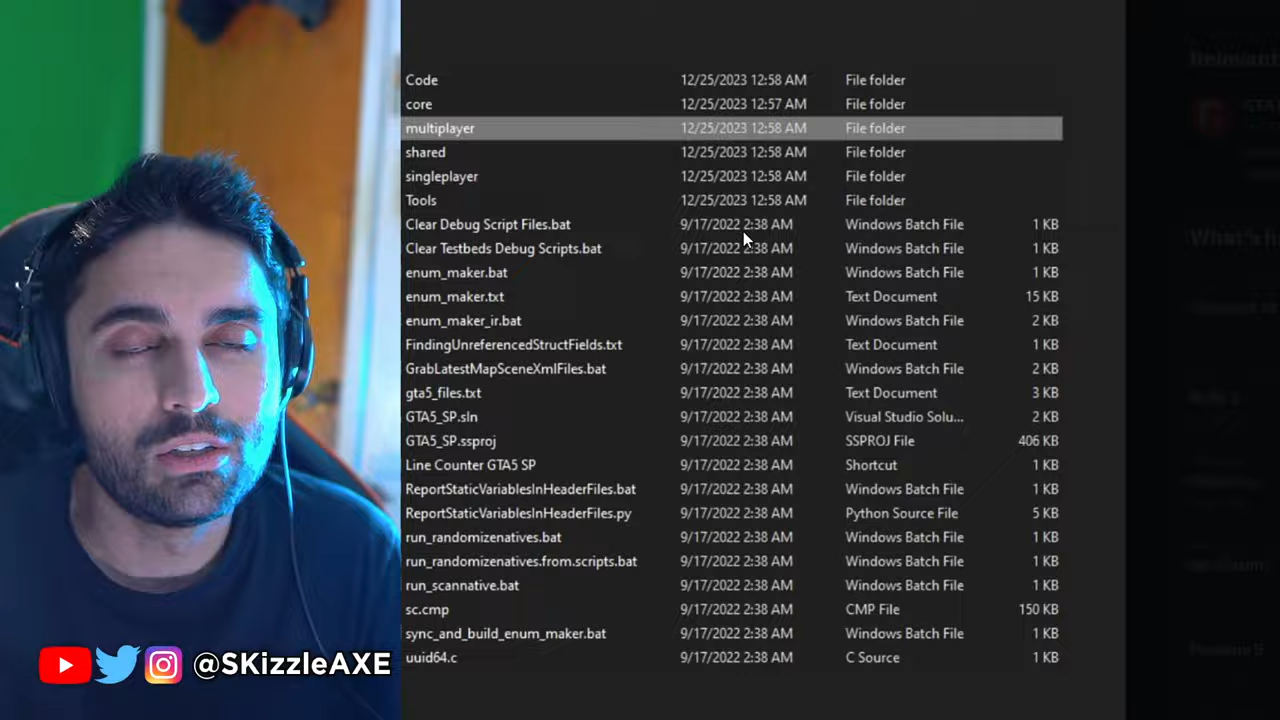 Code 12/25/2023 12:58 AM File folder
core 12/25/2023 12:57 AM File folder
multiplayer 12/25/2023 12:58 AM File folder
shared 12/25/2023 12:58 AM File folder
singleplayer 12/25/2023 12:58 AM File folder
Tools 12/25/2023 12:58 AM File folder
Clear Debug Script Files.bat 9/17/2022 2:38 AM Windows Batch File 1 KB
Clear Testbeds Debug Scripts.bat 9/17/2022 2:38 AM Windows Batch File 1 KB
enum_maker.bat 9/17/2022 2:38 AM Windows Batch File 1 KB
enum_maker.txt 9/17/2022 2:38 AM Text Document 15 KB
enum_maker_ir.bat 9/17/2022 2:38 AM Windows Batch File 2 KB
FindingUnreferencedStructFields.txt 9/17/2022 2:38 AM Text Document 1 KB
GrabLatestMapSceneXmlFiles.bat 9/17/2022 2:38 AM Windows Batch File 2 KB
gta5_files.txt 9/17/2022 2:38 AM Text Document 3 KB
GTA5_SP.sln 9/17/2022 2:38 AM Visual Studio Solu... 2 KB
GTA5_SP.ssproj 9/17/2022 2:38 AM SSPROJ File 406 KB
Line Counter GTA5 SP 9/17/2022 2:38 AM Shortcut 1 KB
ReportStaticVariablesInHeaderFiles.bat 9/17/2022 2:38 AM Windows Batch File 1 KB
ReportStaticVariablesInHeaderFiles.py 9/17/2022 2:38 AM Python Source File 5 KB
run_randomizenatives.bat 9/17/2022 2:38 AM Windows Batch File 1 KB
run_randomizenatives.from.scripts.bat 9/17/2022 2:38 AM Windows Batch File 1 KB
run_scannative.bat 9/17/2022 2:38 AM Windows Batch File 1 KB
sc.cmp 9/17/2022 2:38 AM CMP File 150 KB
sync_and_build_enum_maker.bat 9/17/2022 2:38 AM Windows Batch File 1 KB
uuid64.c 9/17/2022 2:38 AM C Source 1 KB
@SKizzleAXE